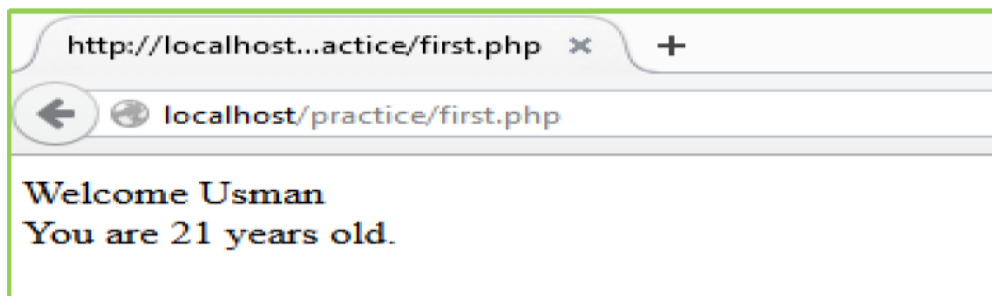 http://localhost...actice/first.php
localhost/practice/first.php
Welcome Usman
You are 21 years old.